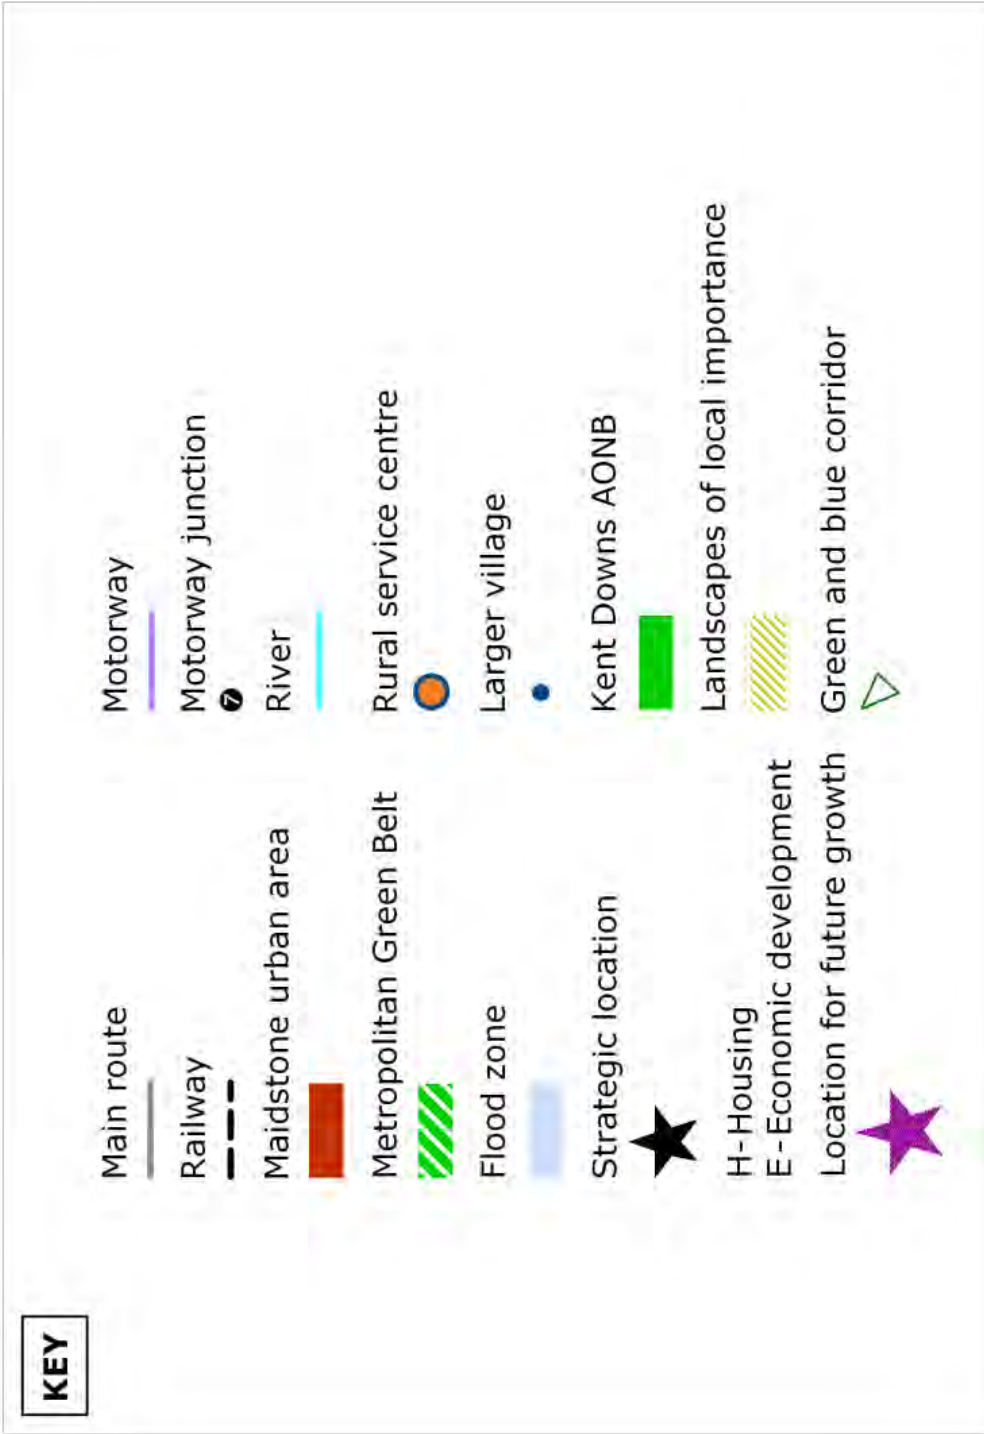 KEY
Main route
Railway
Maidstone urban area
Metropolitan Green Belt
Flood zone
Strategic location
H-Housing
E-Economic development
Location for future growth
Motorway
Motorway junction
7
River
Rural service centre
Larger village
Kent Downs AONB
Landscapes of local importance
Green and blue corridor